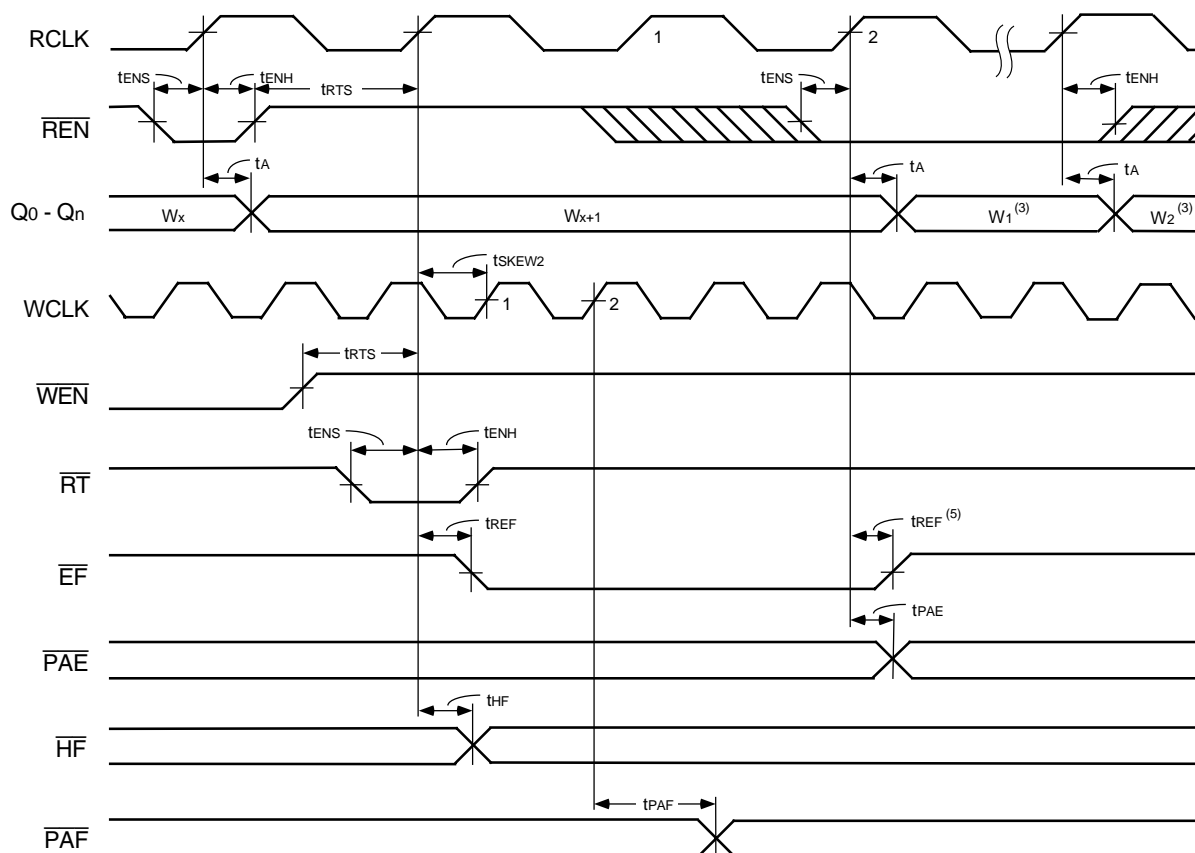 RCLK 1 2
tENS tENH tRTS tENS tENH
REN
tA tA tA
Q0 - Qn Wx Wx+1 W1(3) W2(3)
tSKEW2
WCLK 1 2
tRTS
WEN
tENS tENH
RT
tREF tREF(5)
EF
tPAE
PAE
tHF
HF
tPAF
PAF